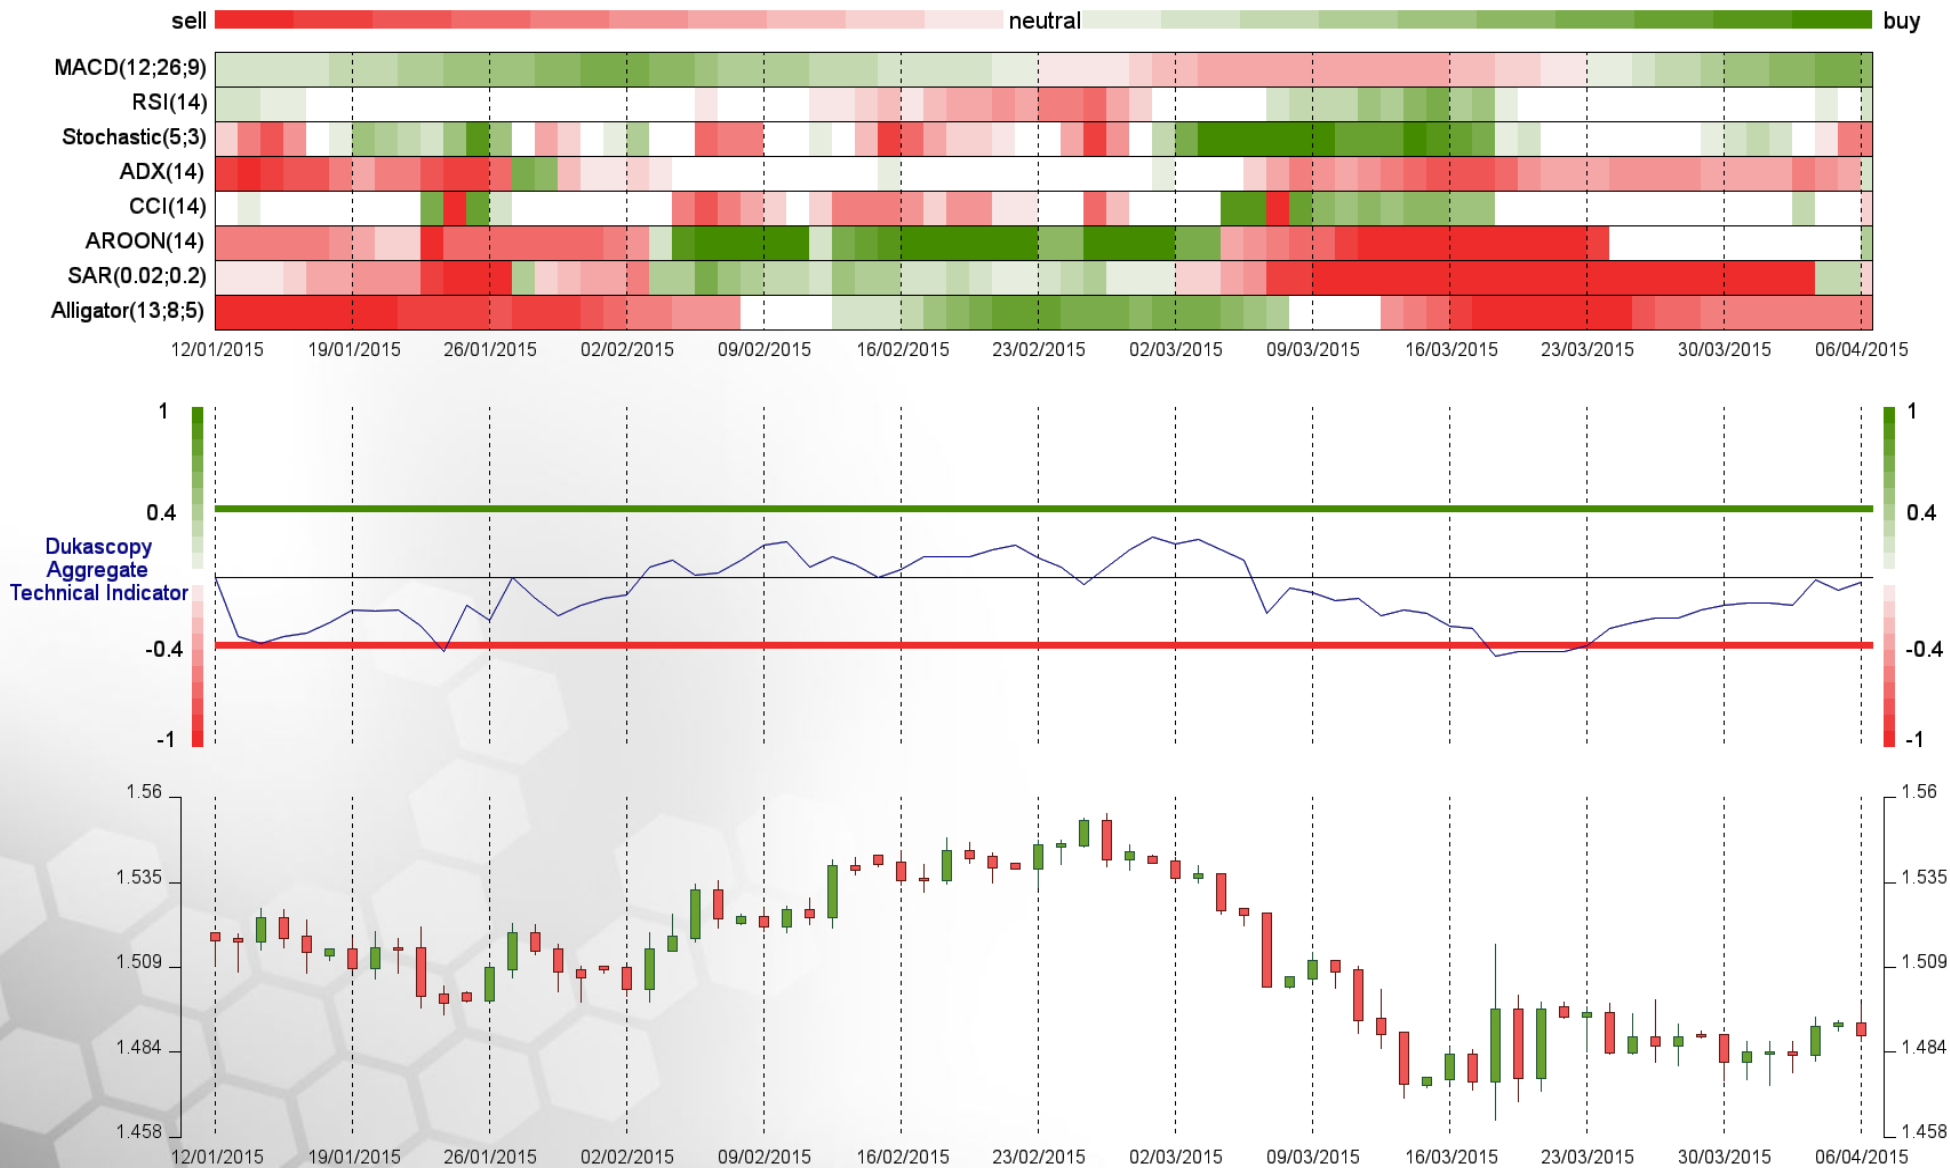 sell neutral buy
MACD(12;26;9)
RSI(14)
Stochastic(5;3)
ADX(14)
CCI(14)
AROON(14)
SAR(0.02;0.2)
Alligator(13;8;5)
12/01/2015 19/01/2015 26/01/2015 02/02/2015 09/02/2015 16/02/2015 23/02/2015 02/03/2015 09/03/2015 16/03/2015 23/03/2015 30/03/2015 06/04/2015
1 1
0.4 0.4
Dukascopy
Aggregate
Technical Indicator
-0.4 -0.4
-1 -1
1.56 1.56
1.535 1.535
1.509 1.509
1.484 1.484
1.458 1.458
12/01/2015 19/01/2015 26/01/2015 02/02/2015 09/02/2015 16/02/2015 23/02/2015 02/03/2015 09/03/2015 16/03/2015 23/03/2015 30/03/2015 06/04/2015